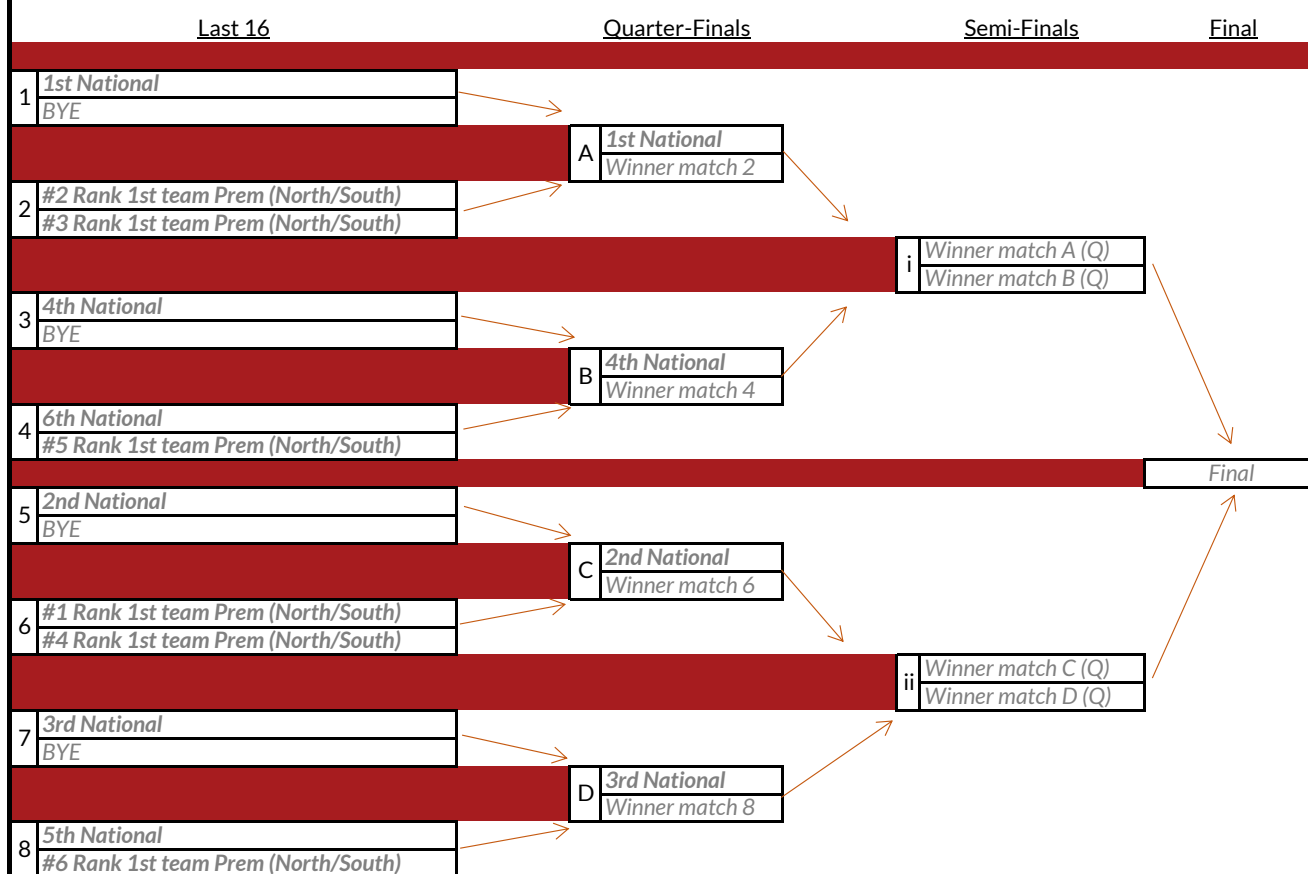 Last 16 Quarter-Finals Semi-Finals Final
1 1st National
BYE
A 1st National
Winner match 2
2 #2 Rank 1st team Prem (North/South)
#3 Rank 1st team Prem (North/South)
i Winner match A (Q)
Winner match B (Q)
3 4th National
BYE
B 4th National
Winner match 4
4 6th National
#5 Rank 1st team Prem (North/South)
Final
5 2nd National
BYE
C 2nd National
Winner match 6
6 #1 Rank 1st team Prem (North/South)
#4 Rank 1st team Prem (North/South)
ii Winner match C (Q)
Winner match D (Q)
7 3rd National
BYE
D 3rd National
Winner match 8
8 5th National
#6 Rank 1st team Prem (North/South)